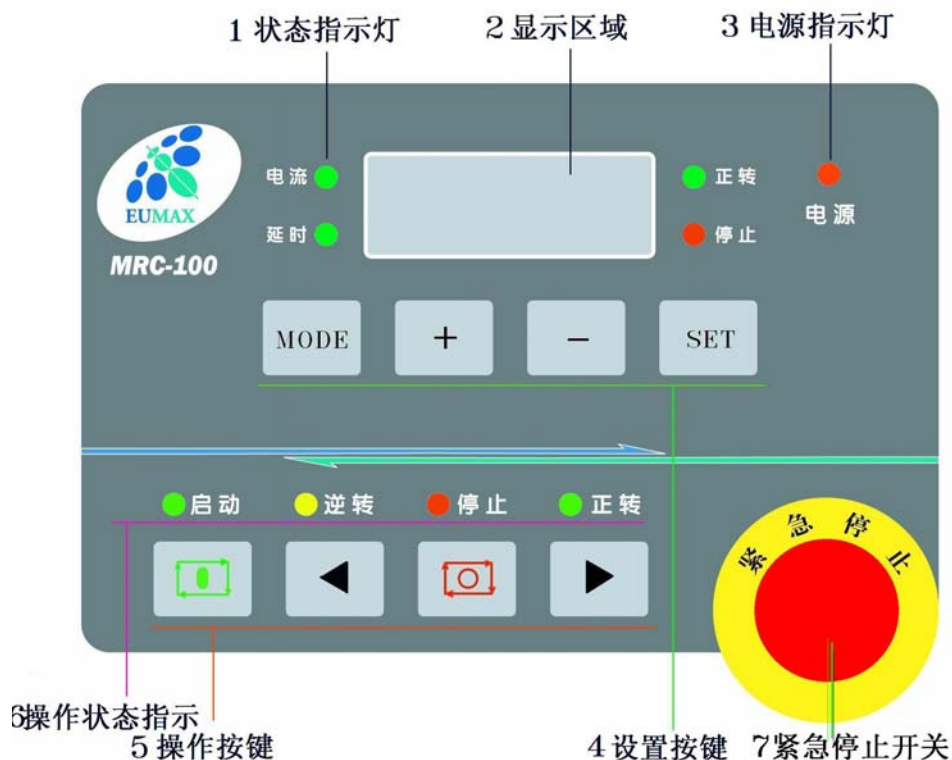 1 状态指示灯
2 显示区域
3 电源指示灯
EUMAX
MRC-100
电流
延时
正转
停止
电源
MODE
+
-
SET
启动
逆转
停止
正转
紧急停止
6操作状态指示
5 操作按键
4 设置按键
7紧急停止开关